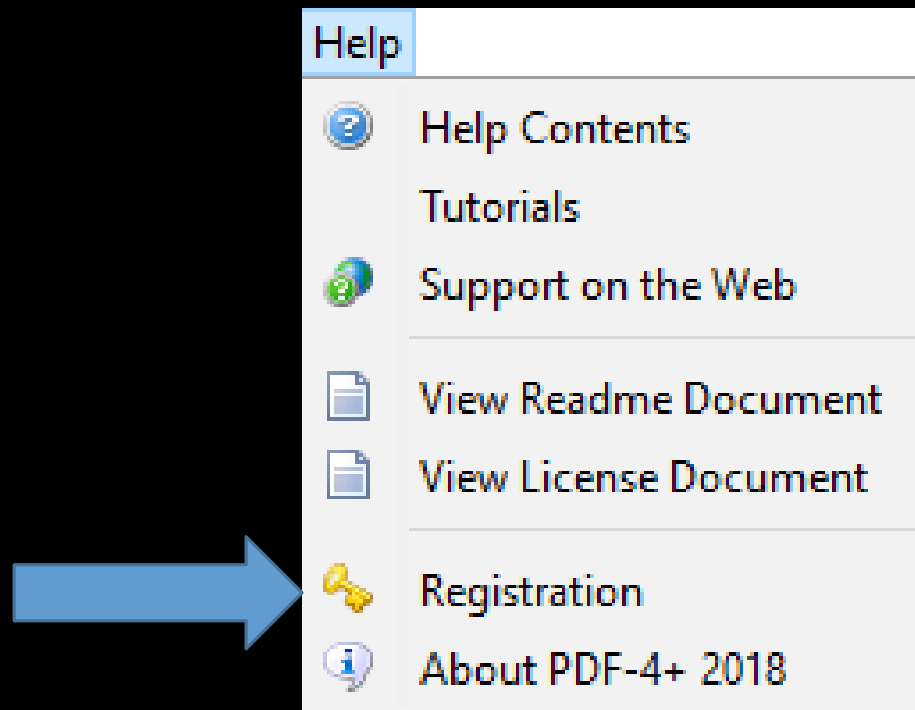 Help
Help Contents
Tutorials
Support on the Web
View Readme Document
View License Document
Registration
About PDF-4+ 2018